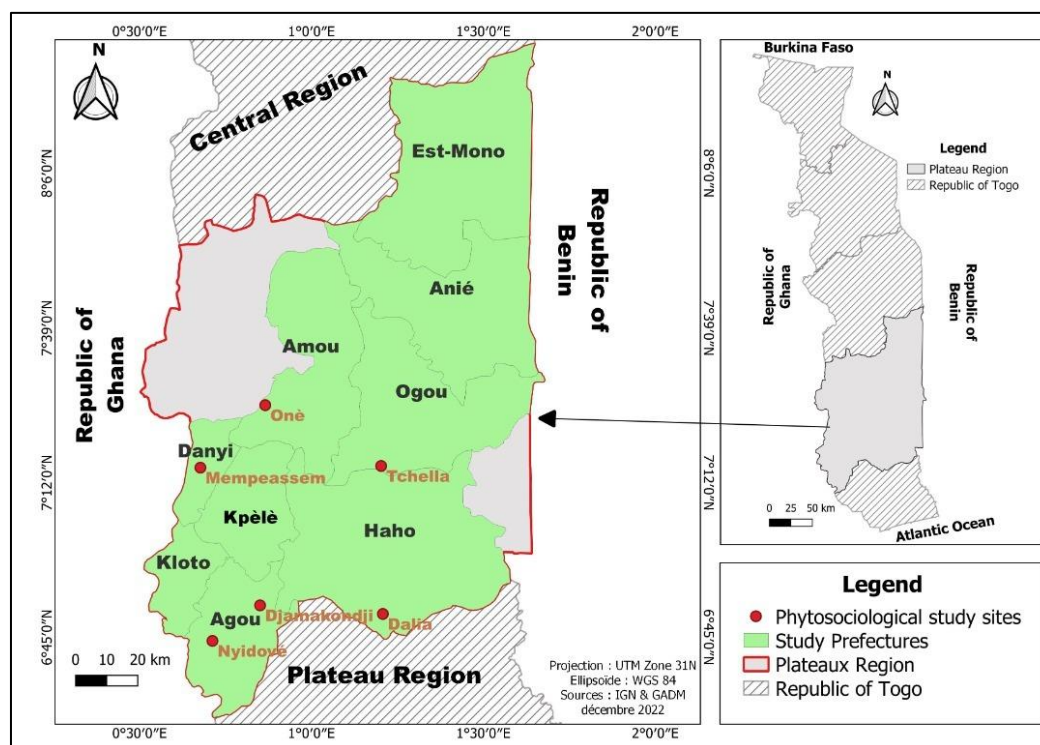 0°30'0"E
1°0'0"E
1°30'0"E
2°0'0"E
N
Central Region
Est-Mono
8°6'0"N
8°6'0"N
Republic of
Benin
Anié
7°39'0"N
7°39'0"N
Amou
Republic of
Ghana
Ogou
Onè
Danyi
Mempeassem
Tchella
7°12'0"N
7°12'0"N
Kpèlè
Haho
Kloto
Agou
Djamakondji
Dalia
6°45'0"N
6°45'0"N
Nyidové
0 10 20 km
Plateau Region
Projection : UTM Zone 31N
Ellipsoïde : WGS 84
Sources : IGN & GADM
décembre 2022
0°30'0"E
1°0'0"E
1°30'0"E
2°0'0"E
Burkina Faso
N
Legend
Plateau Region
Republic of Togo
Republic of
Ghana
Republic of
Benin
0 25 50 km
Atlantic Ocean
Legend
Phytosociological study sites
Study Prefectures
Plateaux Region
Republic of Togo